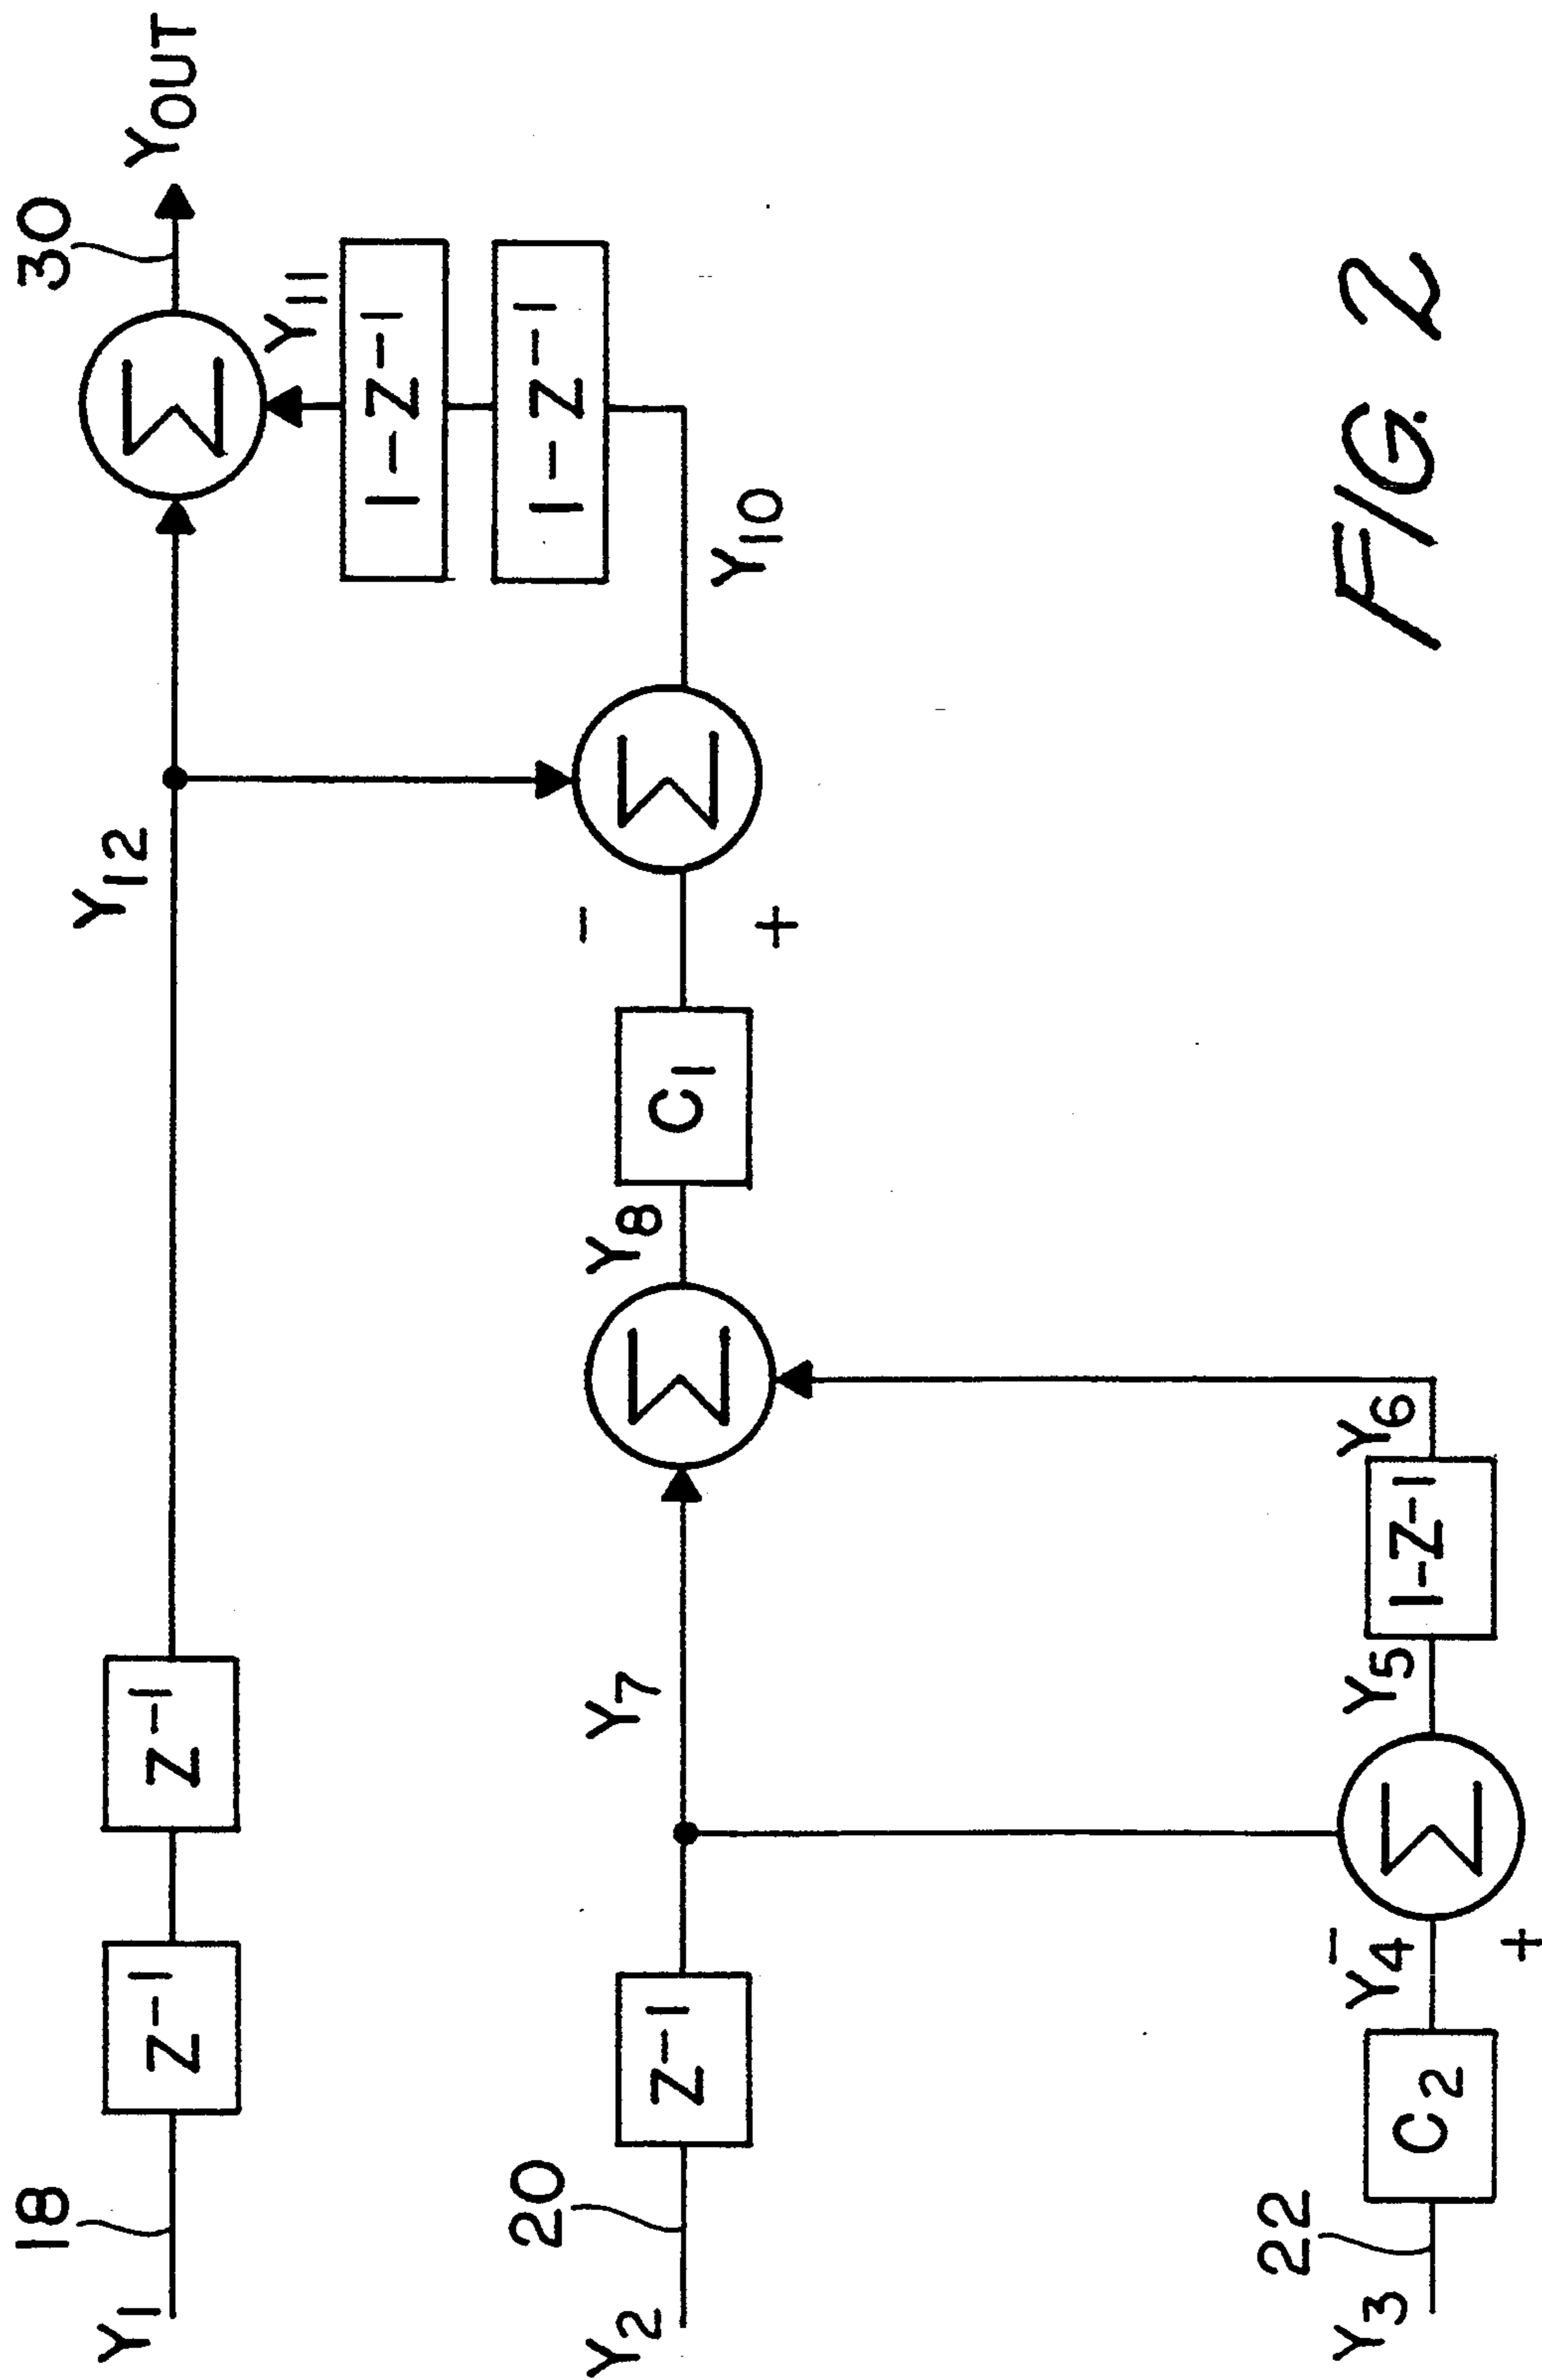 18
Y1
Z⁻¹
Z⁻¹
Y12
Σ
30
YOUT
Y11
1-Z⁻¹
1-Z⁻¹
20
Y2
Z⁻¹
Y7
Σ
Y8
C1
-
+
Σ
Y10
22
Y3
C2
Y4
-
+
Σ
Y5
1-Z⁻¹
Y6
FIG. 2